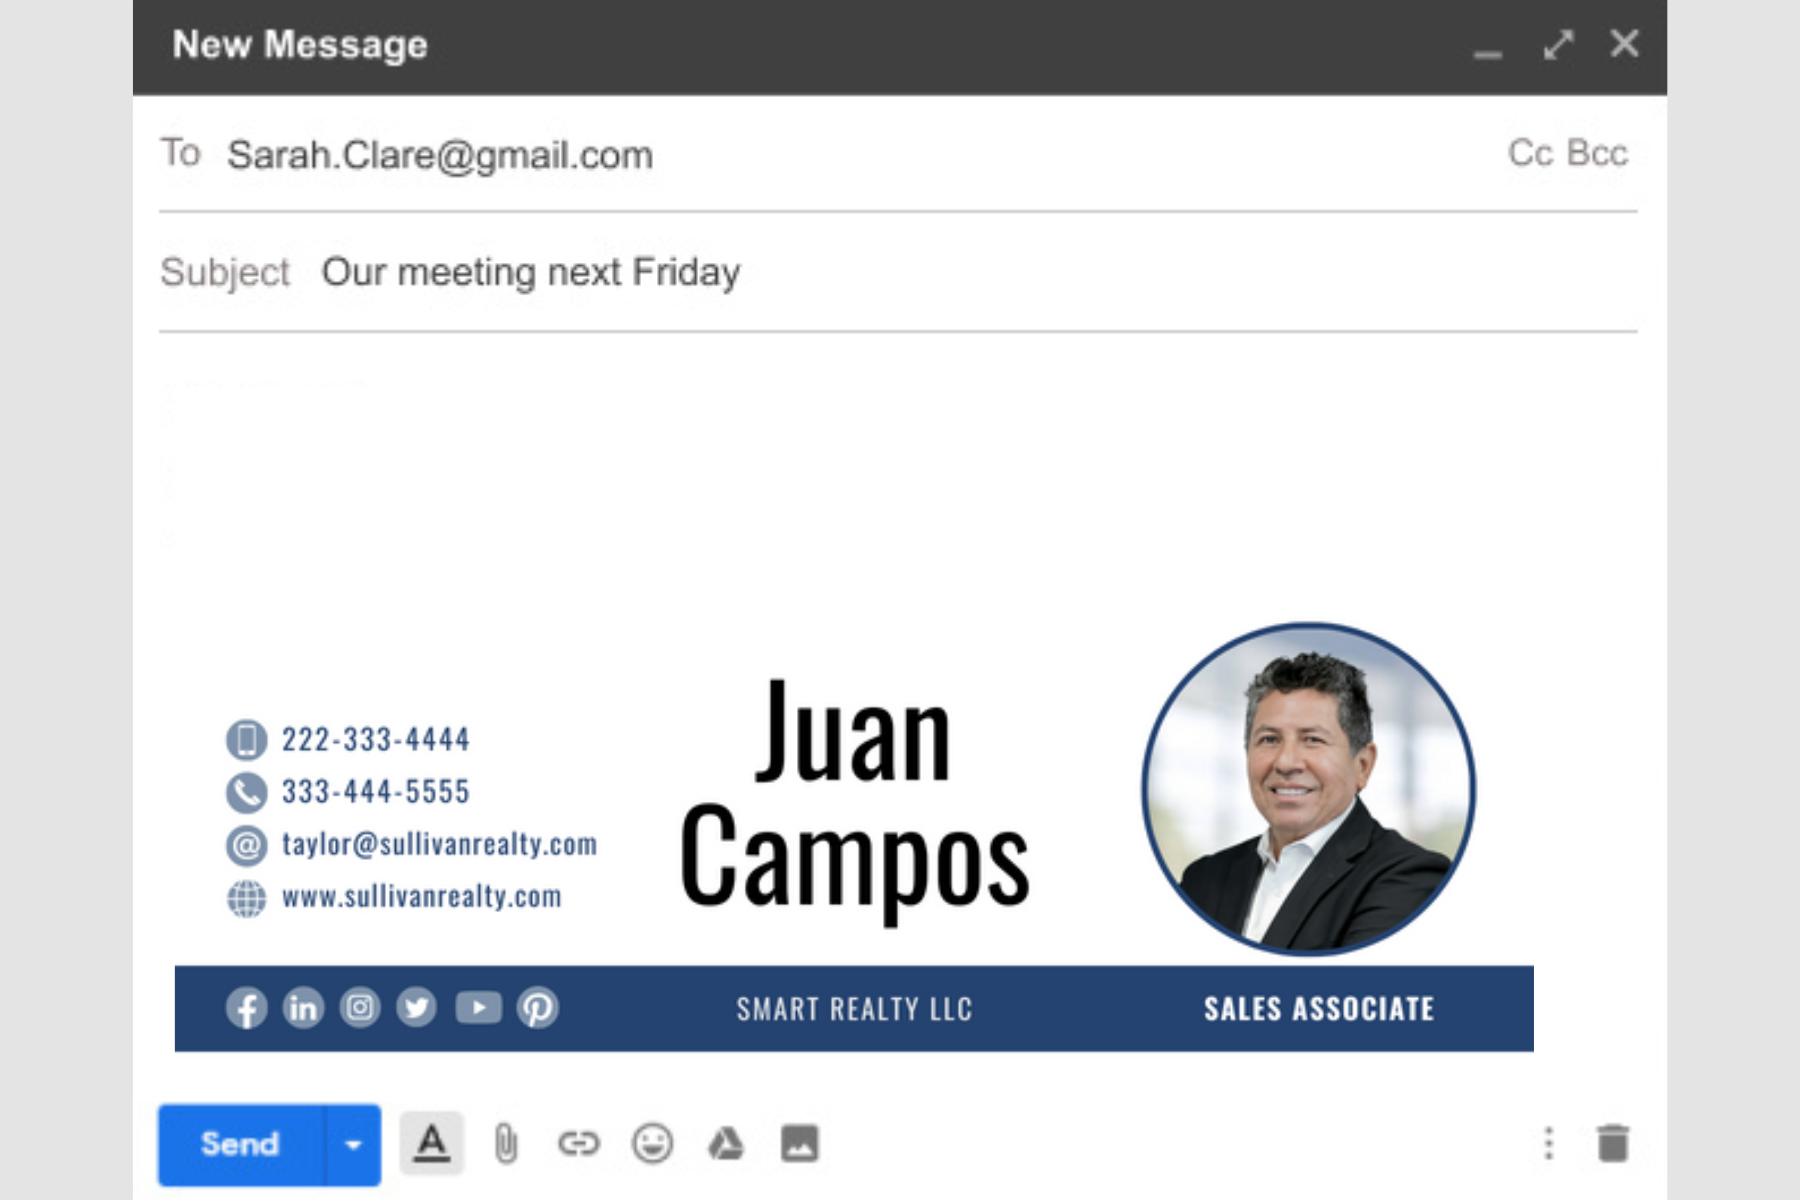 New Message
To Sarah.Clare@gmail.com Cc Bcc
Subject Our meeting next Friday
222-333-4444
333-444-5555
taylor@sullivanrealty.com
www.sullivanrealty.com
Juan
Campos
SMART REALTY LLC
SALES ASSOCIATE
Send